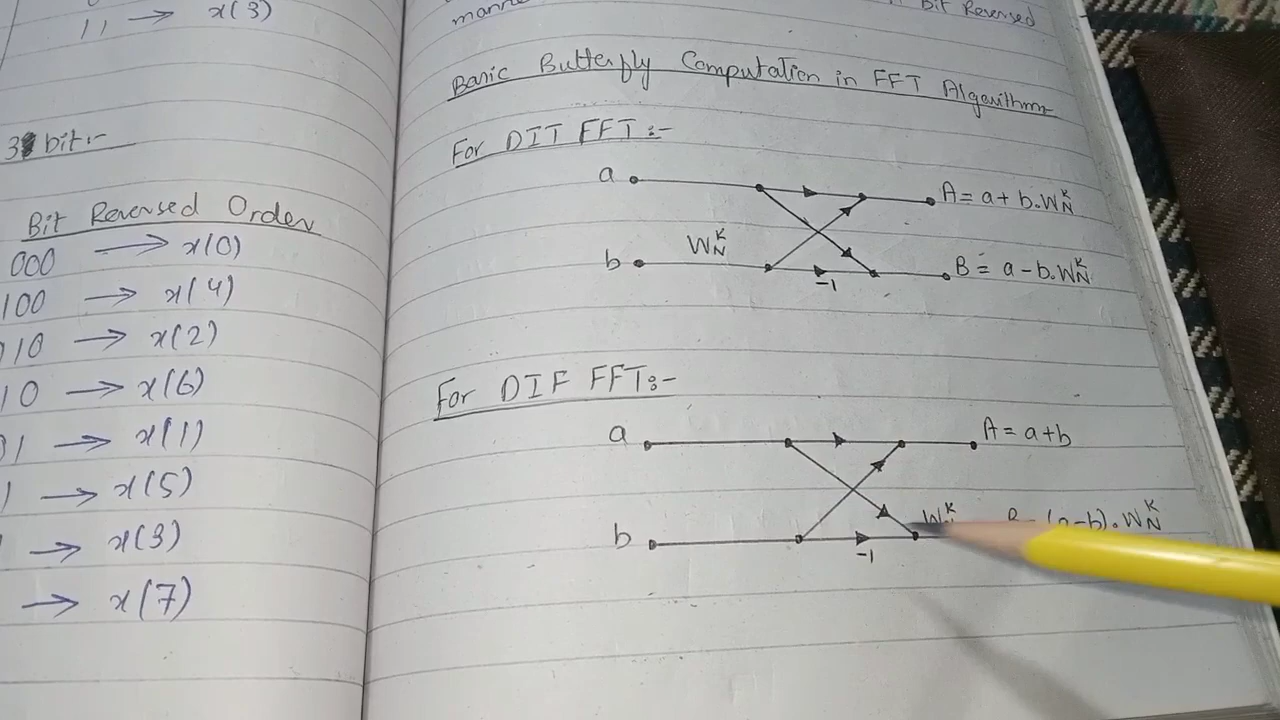 11 → x(3)
3 bit:-
Bit Reversed Order
000 → x(0)
100 → x(4)
10 → x(2)
10 → x(6)
1 → x(1)
→ x(5)
→ x(3)
→ x(7)
Bit Reversed
Basic Butterfly Computation in FFT Algorithm
For DIT FFT:-
a A = a + b.W_N^K
b W_N^K -1 B = a - b.W_N^K
For DIF FFT:-
a A = a+b
b -1 (a-b).W_N^K